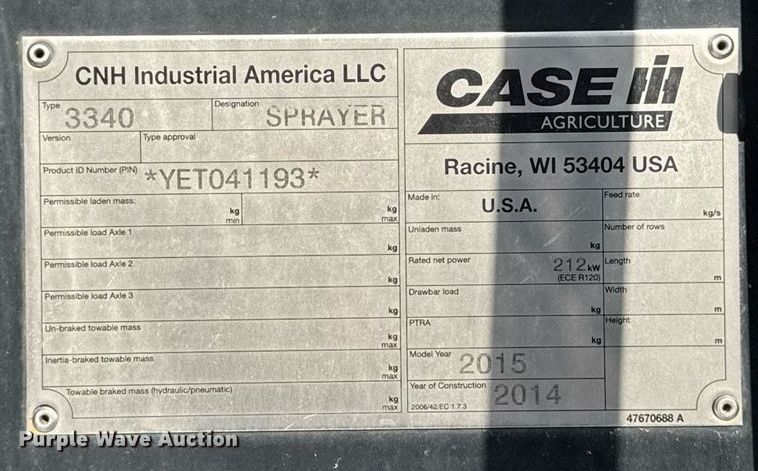 CNH Industrial America LLC
Type
3340
Designation
SPRAYER
Version
Type approval
Product ID Number (PIN)
*YET041193*
Permissible laden mass:
kg
min
kg
max
Permissible load Axle 1
kg
Permissible load Axle 2
kg
Permissible load Axle 3
kg
Un-braked towable mass
kg
max
Inertia-braked towable mass
kg
max
Towable braked mass (hydraulic/pneumatic)
kg
max
CASE IH
AGRICULTURE
Racine, WI 53404 USA
Made in:
U.S.A.
Feed rate
kg/s
Unladen mass
kg
Number of rows
Rated net power
212 kW
(ECE R120)
Length
m
Drawbar load
kg
Width
m
PTRA
kg
Height
m
Model Year
2015
Year of Construction
2014
2006/42/EC 1.7.3
47670688 A
Purple Wave Auction